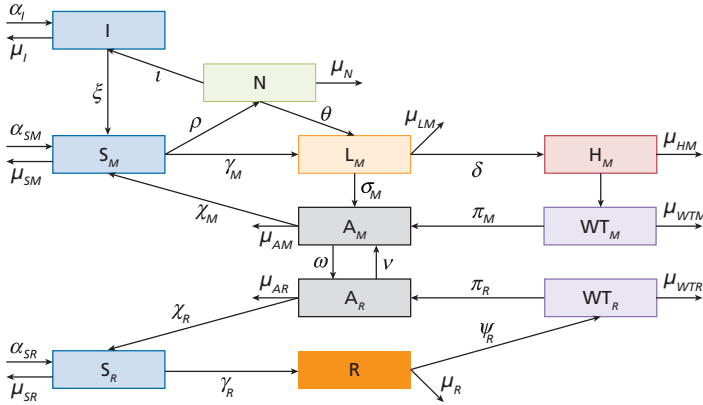 α_I
I
μ_I
ι
N
μ_N
ξ
ρ
θ
μ_LM
α_SM
S_M
μ_SM
γ_M
L_M
δ
H_M
μ_HM
σ_M
χ_M
μ_AM
A_M
π_M
WT_M
μ_WTM
ω
ν
μ_AR
A_R
π_R
WT_R
μ_WTR
χ_R
ψ_R
α_SR
S_R
μ_SR
γ_R
R
μ_R